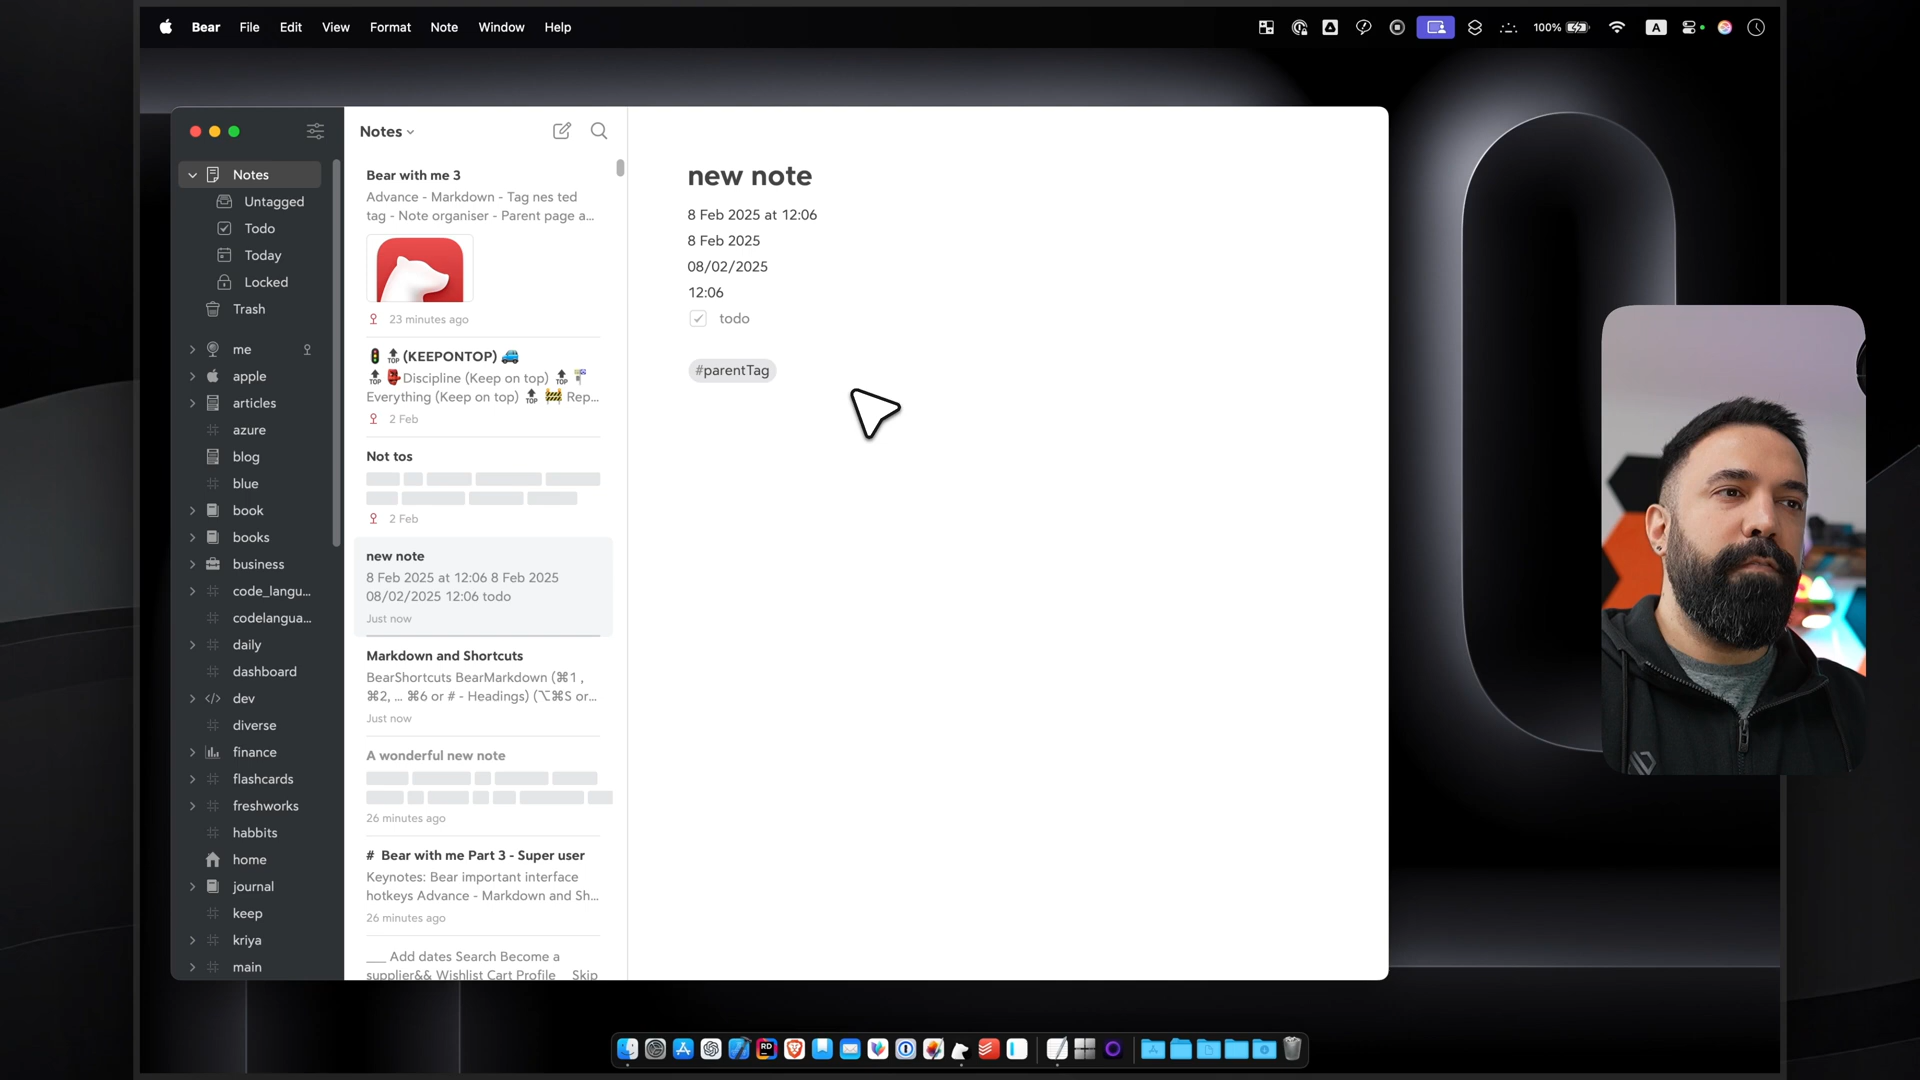 Bear File Edit View Format Note Window Help
100%
A
Notes
Untagged
Todo
Today
Locked
Trash
me
apple
articles
azure
blog
blue
book
books
business
code_langu...
codelangua...
daily
dashboard
dev
diverse
finance
flashcards
freshworks
habbits
home
journal
keep
kriya
main
Notes
Bear with me 3
Advance - Markdown - Tag nes ted
tag - Note organiser - Parent page a...
23 minutes ago
(KEEPONTOP)
Discipline (Keep on top)
Everything (Keep on top) Rep...
2 Feb
Not tos
2 Feb
new note
8 Feb 2025 at 12:06 8 Feb 2025
08/02/2025 12:06 todo
Just now
Markdown and Shortcuts
BearShortcuts BearMarkdown (⌘1 ,
⌘2, … ⌘6 or # - Headings) (⌥⌘S or...
Just now
A wonderful new note
26 minutes ago
# Bear with me Part 3 - Super user
Keynotes: Bear important interface
hotkeys Advance - Markdown and Sh...
26 minutes ago
___ Add dates Search Become a
supplier&& Wishlist Cart Profile Skip
new note
8 Feb 2025 at 12:06
8 Feb 2025
08/02/2025
12:06
todo
#parentTag